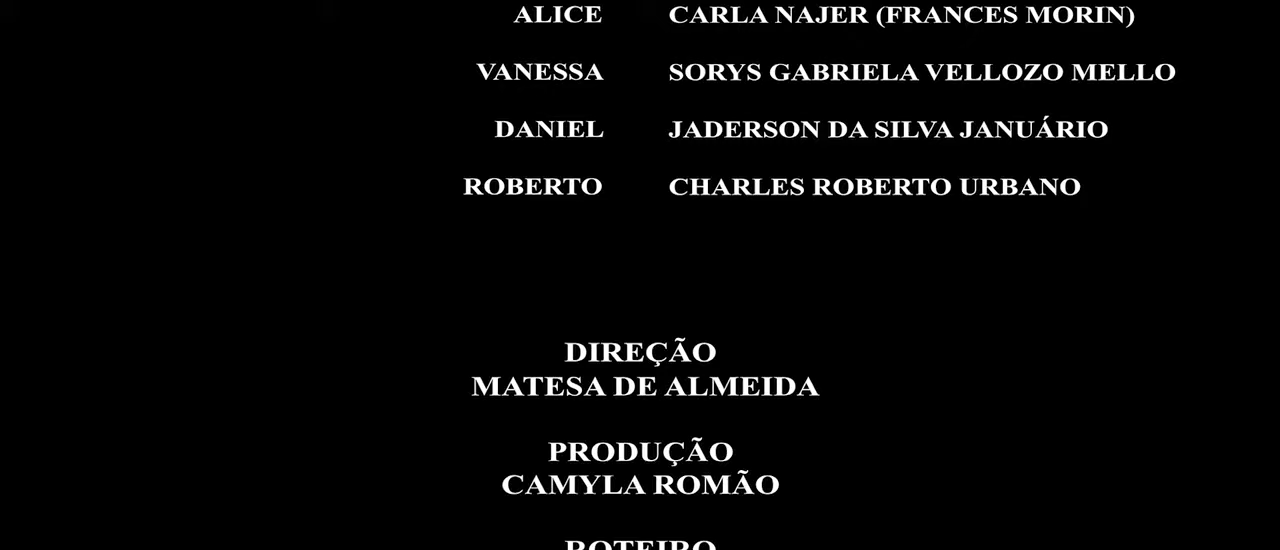 ALICE CARLA NAJER (FRANCES MORIN)
VANESSA SORYS GABRIELA VELLOZO MELLO
DANIEL JADERSON DA SILVA JANUÁRIO
ROBERTO CHARLES ROBERTO URBANO
DIREÇÃO
MATESA DE ALMEIDA
PRODUÇÃO
CAMYLA ROMÃO
ROTEIRO